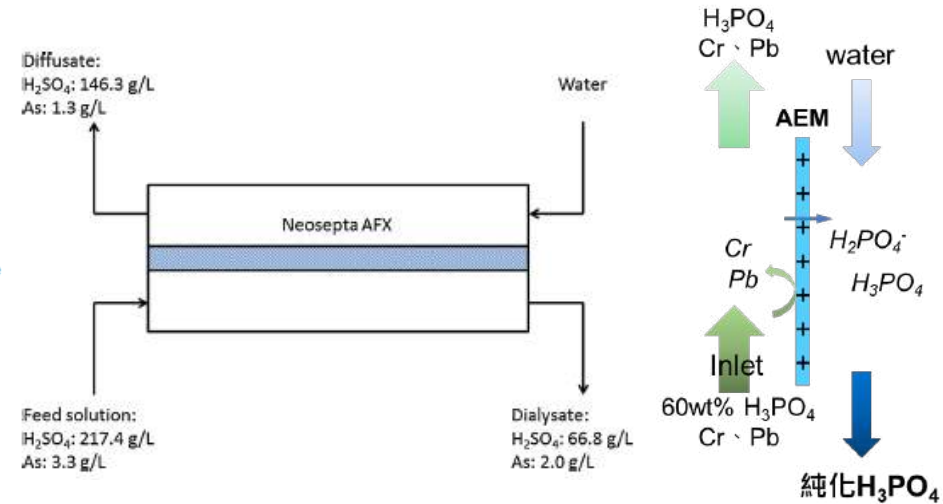 Diffusate:
H₂SO₄: 146.3 g/L
As: 1.3 g/L
Water
Neosepta AFX
Feed solution:
H₂SO₄: 217.4 g/L
As: 3.3 g/L
Dialysate:
H₂SO₄: 66.8 g/L
As: 2.0 g/L
H₃PO₄
Cr、Pb
water
AEM
+
+
+
+
+
+
+
H₂PO₄⁻
H₃PO₄
Cr
Pb
Inlet
60wt% H₃PO₄
Cr、Pb
純化H₃PO₄